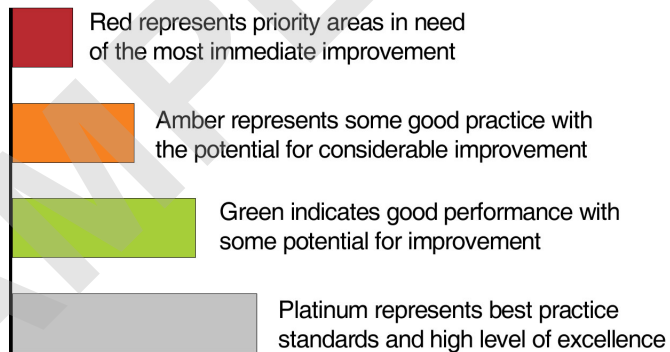 Red represents priority areas in need
of the most immediate improvement
Amber represents some good practice with
the potential for considerable improvement
Green indicates good performance with
some potential for improvement
Platinum represents best practice
standards and high level of excellence